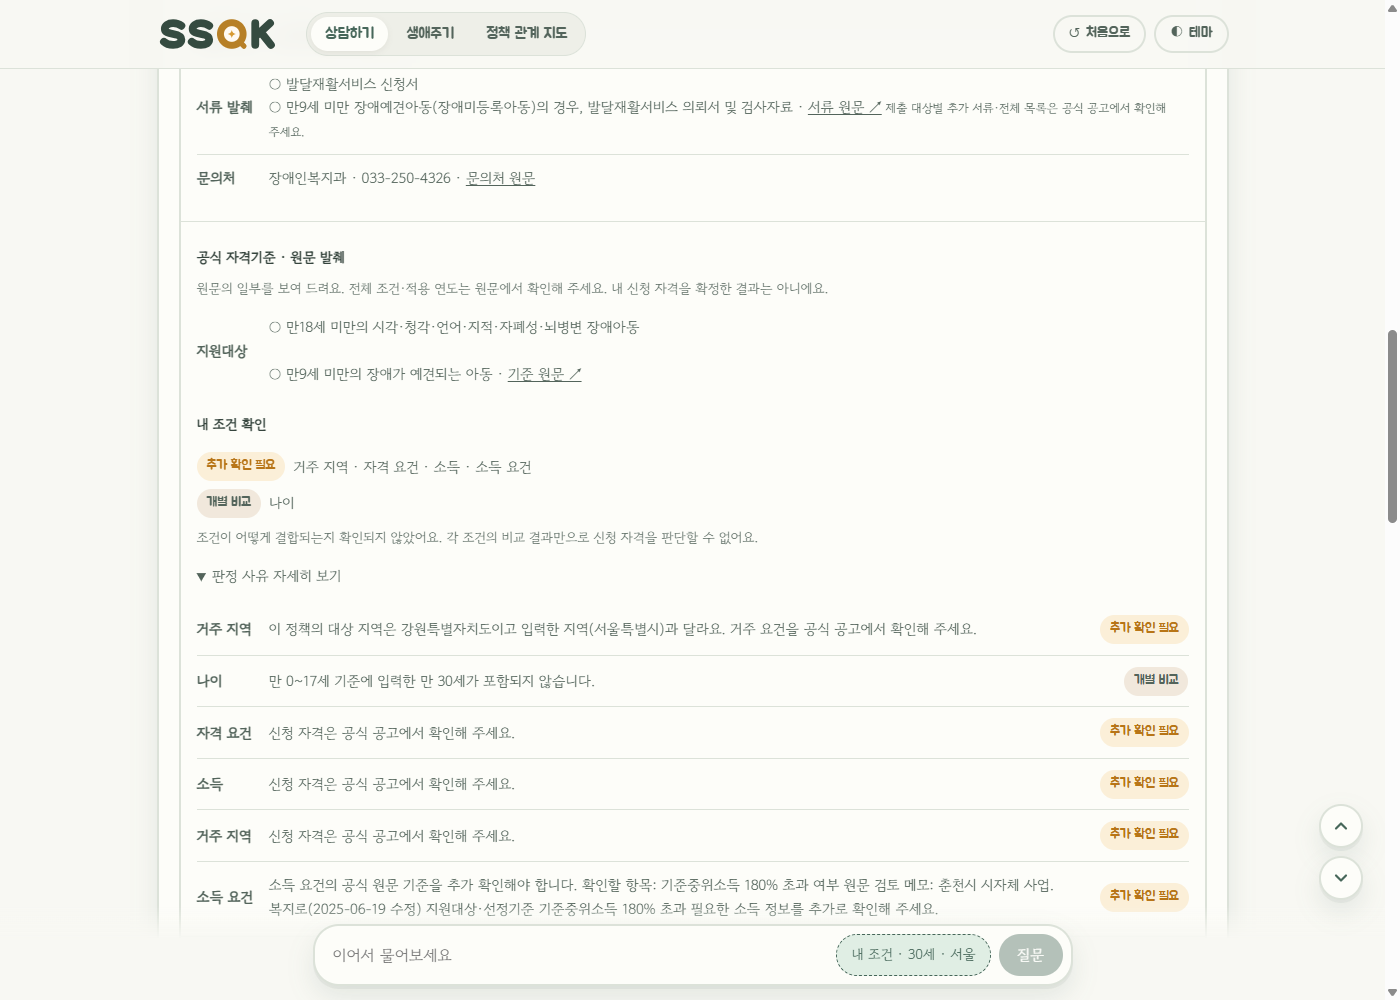 SSOK 상담하기 생애주기 정책 관계 지도 ↺ 처음으로 ◐ 테마
○ 발달재활서비스 신청서
서류 발췌 ○ 만9세 미만 장애예견아동(장애미등록아동)의 경우, 발달재활서비스 의뢰서 및 검사자료 · 서류 원문 ↗ 제출 대상별 추가 서류·전체 목록은 공식 공고에서 확인해
주세요.
문의처 장애인복지과 · 033-250-4326 · 문의처 원문
공식 자격기준 · 원문 발췌
원문의 일부를 보여 드려요. 전체 조건·적용 연도는 원문에서 확인해 주세요. 내 신청 자격을 확정한 결과는 아니에요.
○ 만18세 미만의 시각·청각·언어·지적·자폐성·뇌병변 장애아동
지원대상
○ 만9세 미만의 장애가 예견되는 아동 · 기준 원문 ↗
내 조건 확인
추가 확인 필요 거주 지역 · 자격 요건 · 소득 · 소득 요건
개별 비교 나이
조건이 어떻게 결합되는지 확인되지 않았어요. 각 조건의 비교 결과만으로 신청 자격을 판단할 수 없어요.
▼ 판정 사유 자세히 보기
거주 지역 이 정책의 대상 지역은 강원특별자치도이고 입력한 지역(서울특별시)과 달라요. 거주 요건을 공식 공고에서 확인해 주세요. 추가 확인 필요
나이 만 0~17세 기준에 입력한 만 30세가 포함되지 않습니다. 개별 비교
자격 요건 신청 자격은 공식 공고에서 확인해 주세요. 추가 확인 필요
소득 신청 자격은 공식 공고에서 확인해 주세요. 추가 확인 필요
거주 지역 신청 자격은 공식 공고에서 확인해 주세요. 추가 확인 필요
소득 요건 소득 요건의 공식 원문 기준을 추가 확인해야 합니다. 확인할 항목: 기준중위소득 180% 초과 여부 원문 검토 메모: 춘천시 시자체 사업. 추가 확인 필요
복지로(2025-06-19 수정) 지원대상·선정기준 기준중위소득 180% 초과 필요한 소득 정보를 추가로 확인해 주세요.
이어서 물어보세요 내 조건 · 30세 · 서울 질문